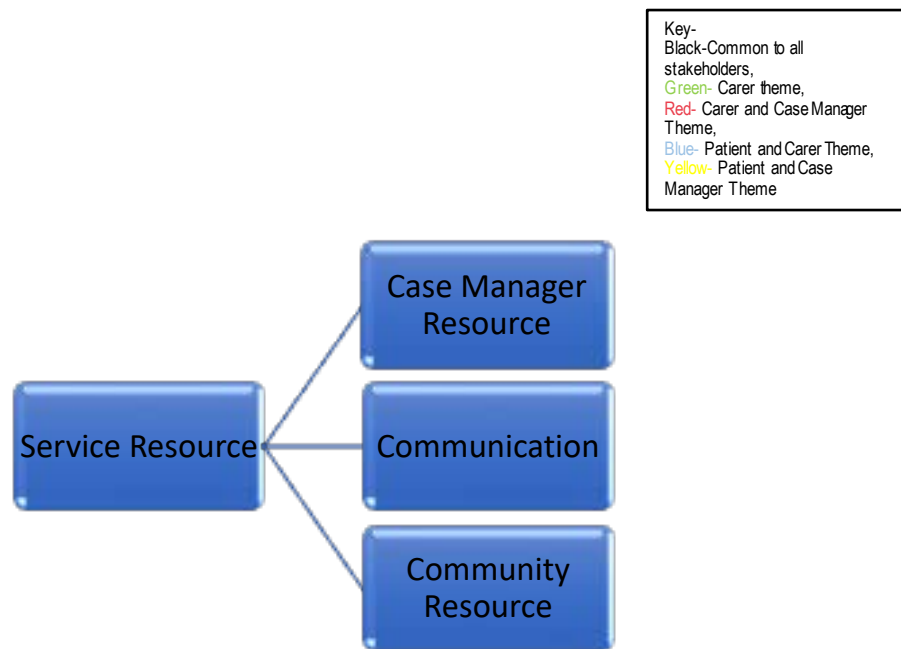 Key-
Black-Common to all
stakeholders,
Green- Carer theme,
Red- Carer and Case Manager
Theme,
Blue- Patient and Carer Theme,
Yellow- Patient and Case
Manager Theme
Case Manager
Resource
Service Resource
Communication
Community
Resource